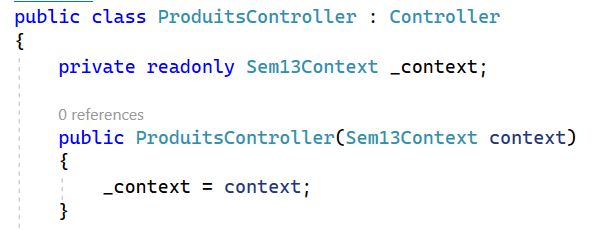 public class ProduitsController : Controller
{
private readonly Sem13Context _context;
0 references
public ProduitsController(Sem13Context context)
{
_context = context;
}